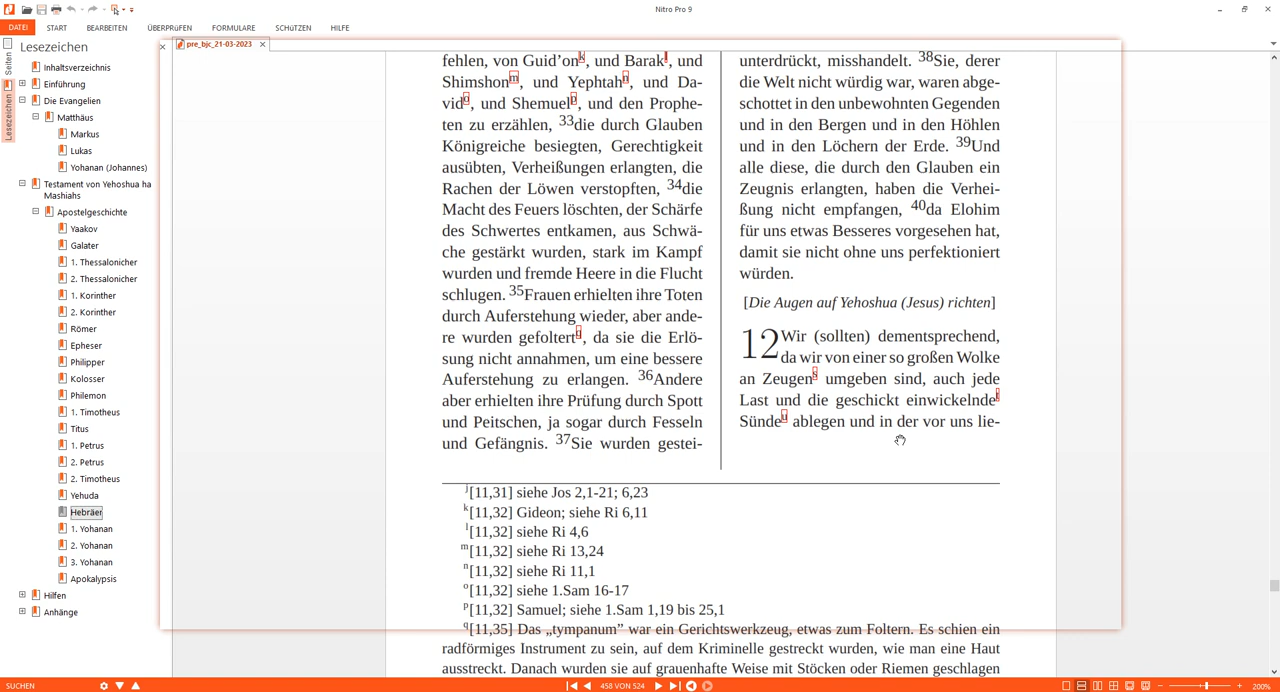 Nitro Pro 9
DATEI START BEARBEITEN ÜBERPRÜFEN FORMULARE SCHüTZEN HILFE
Seiten
Lesezeichen
Lesezeichen
Inhaltsverzeichnis
Einführung
Die Evangelien
Matthäus
Markus
Lukas
Yohanan (Johannes)
Testament von Yehoshua ha
Mashiahs
Apostelgeschichte
Yaakov
Galater
1. Thessalonicher
2. Thessalonicher
1. Korinther
2. Korinther
Römer
Epheser
Philipper
Kolosser
Philemon
1. Timotheus
Titus
1. Petrus
2. Petrus
2. Timotheus
Yehuda
Hebräer
1. Yohanan
2. Yohanan
3. Yohanan
Apokalypsis
Hilfen
Anhänge
pre_bjc_21-03-2023
fehlen, von Guid’onk, und Barakl, und
Shimshonm, und Yephtahn, und Da-
vido, und Shemuelp, und den Prophe-
ten zu erzählen, 33die durch Glauben
Königreiche besiegten, Gerechtigkeit
ausübten, Verheißungen erlangten, die
Rachen der Löwen verstopften, 34die
Macht des Feuers löschten, der Schärfe
des Schwertes entkamen, aus Schwä-
che gestärkt wurden, stark im Kampf
wurden und fremde Heere in die Flucht
schlugen. 35Frauen erhielten ihre Toten
durch Auferstehung wieder, aber ande-
re wurden gefoltertq, da sie die Erlö-
sung nicht annahmen, um eine bessere
Auferstehung zu erlangen. 36Andere
aber erhielten ihre Prüfung durch Spott
und Peitschen, ja sogar durch Fesseln
und Gefängnis. 37Sie wurden gestei-
unterdrückt, misshandelt. 38Sie, derer
die Welt nicht würdig war, waren abge-
schottet in den unbewohnten Gegenden
und in den Bergen und in den Höhlen
und in den Löchern der Erde. 39Und
alle diese, die durch den Glauben ein
Zeugnis erlangten, haben die Verhei-
ßung nicht empfangen, 40da Elohim
für uns etwas Besseres vorgesehen hat,
damit sie nicht ohne uns perfektioniert
würden.
[Die Augen auf Yehoshua (Jesus) richten]
12Wir (sollten) dementsprechend,
da wir von einer so großen Wolke
an Zeugens umgeben sind, auch jede
Last und die geschickt einwickelndet
Sündeu ablegen und in der vor uns lie-
j[11,31] siehe Jos 2,1-21; 6,23
k[11,32] Gideon; siehe Ri 6,11
l[11,32] siehe Ri 4,6
m[11,32] siehe Ri 13,24
n[11,32] siehe Ri 11,1
o[11,32] siehe 1.Sam 16-17
p[11,32] Samuel; siehe 1.Sam 1,19 bis 25,1
q[11,35] Das „tympanum” war ein Gerichtswerkzeug, etwas zum Foltern. Es schien ein
radförmiges Instrument zu sein, auf dem Kriminelle gestreckt wurden, wie man eine Haut
ausstreckt. Danach wurden sie auf grauenhafte Weise mit Stöcken oder Riemen geschlagen
SUCHEN
458 VON 524
200%